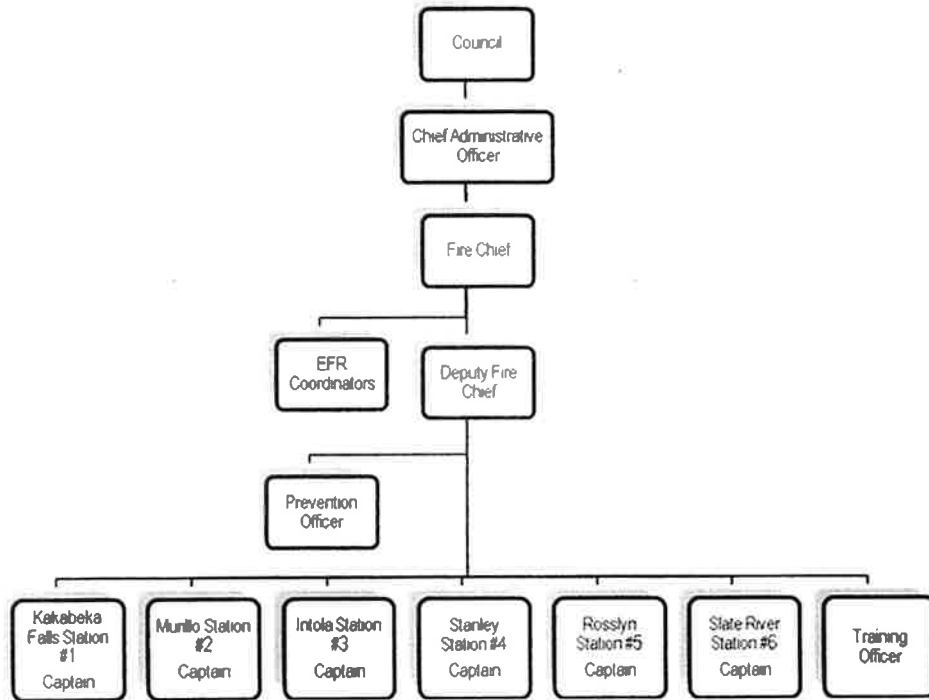 Council
Chief Administrative
Officer
Fire Chief
EFR
Coordinators
Deputy Fire
Chief
Prevention
Officer
Kakabeka
Falls Station
#1
Captain
Murillo Station
#2
Captain
Intola Station
#3
Captain
Stanley
Station #4
Captain
Rosslyn
Station #5
Captain
Slate River
Station #6
Captain
Training
Officer